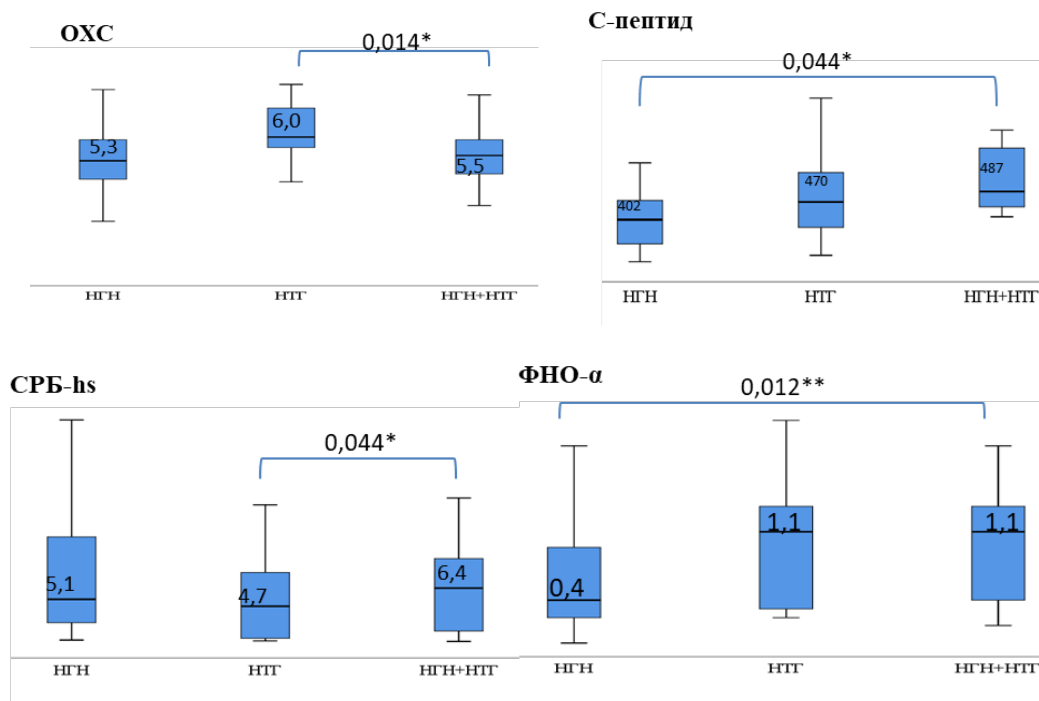 ОХС
0,014*
5,3
6,0
5,5
НГН
НТГ
НГН+НТГ
С-пептид
0,044*
402
470
487
НГН
НТГ
НГН+НТГ
СРБ-hs
0,044*
5,1
4,7
6,4
НГН
НТГ
НГН+НТГ
ФНО-α
0,012**
0,4
1,1
1,1
НГН
НТГ
НГН+НТГ